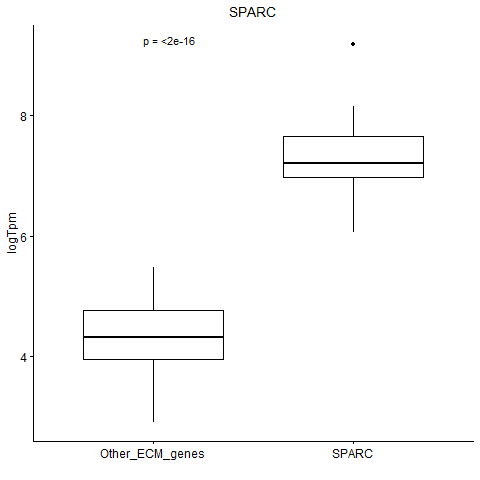 SPARC
p = <2e-16
logTpm
8
6
4
Other_ECM_genes
SPARC